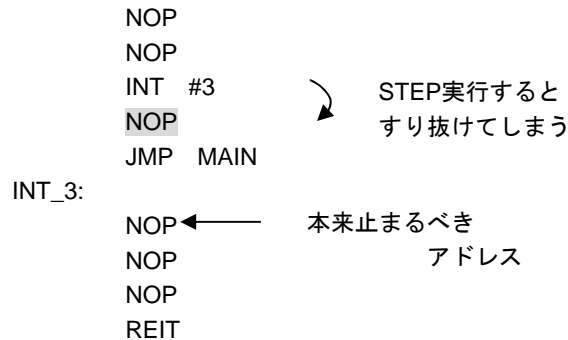 NOP
NOP
INT #3
STEP実行すると
NOP
すり抜けてしまう
JMP MAIN
INT_3:
NOP
本来止まるべき
NOP
アドレス
NOP
REIT